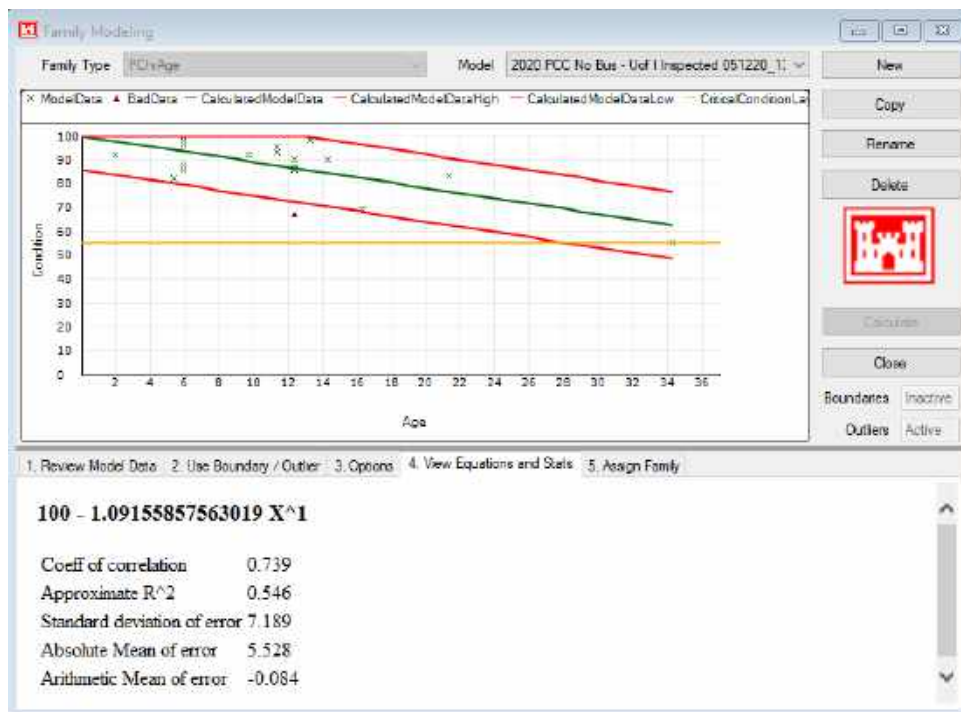 Family Modeling
Family Type PCIvAge Model 2020 PCC No Bus - Uof I Inspected 051220_1 New
× ModelData ▲ BadData — CalculatedModelData — CalculatedModelDataHigh — CalculatedModelDataLow — CriticalConditionLa
Copy
Rename
Delete
Calculate
Close
Boundaries Inactive
Outliers Active
100
90
80
70
60
50
40
30
20
10
0
Condition
2 4 6 8 10 12 14 16 18 20 22 24 26 28 30 32 34 36
Age
1. Review Model Data 2. Use Boundary / Outlier 3. Options 4. View Equations and Stats 5. Assign Family
100 - 1.09155857563019 X^1
Coeff of correlation 0.739
Approximate R^2 0.546
Standard deviation of error 7.189
Absolute Mean of error 5.528
Arithmetic Mean of error -0.084